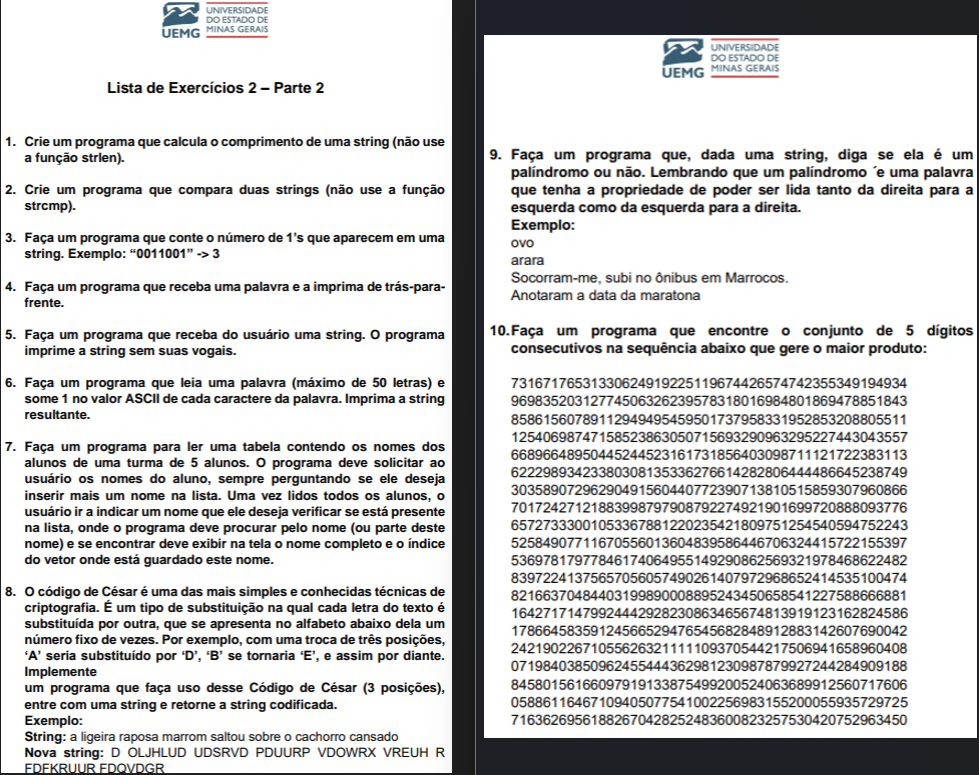 UEMG
UNIVERSIDADE
DO ESTADO DE
MINAS GERAIS
Lista de Exercícios 2 – Parte 2
1. Crie um programa que calcula o comprimento de uma string (não use
a função strlen).
2. Crie um programa que compara duas strings (não use a função
strcmp).
3. Faça um programa que conte o número de 1's que aparecem em uma
string. Exemplo: “0011001” -> 3
4. Faça um programa que receba uma palavra e a imprima de trás-para-
frente.
5. Faça um programa que receba do usuário uma string. O programa
imprime a string sem suas vogais.
6. Faça um programa que leia uma palavra (máximo de 50 letras) e
some 1 no valor ASCII de cada caractere da palavra. Imprima a string
resultante.
7. Faça um programa para ler uma tabela contendo os nomes dos
alunos de uma turma de 5 alunos. O programa deve solicitar ao
usuário os nomes do aluno, sempre perguntando se ele deseja
inserir mais um nome na lista. Uma vez lidos todos os alunos, o
usuário ir a indicar um nome que ele deseja verificar se está presente
na lista, onde o programa deve procurar pelo nome (ou parte deste
nome) e se encontrar deve exibir na tela o nome completo e o índice
do vetor onde está guardado este nome.
8. O código de César é uma das mais simples e conhecidas técnicas de
criptografia. É um tipo de substituição na qual cada letra do texto é
substituída por outra, que se apresenta no alfabeto abaixo dela um
número fixo de vezes. Por exemplo, com uma troca de três posições,
‘A’ seria substituído por ‘D’, ‘B’ se tornaria ‘E’, e assim por diante.
Implemente
um programa que faça uso desse Código de César (3 posições),
entre com uma string e retorne a string codificada.
Exemplo:
String: a ligeira raposa marrom saltou sobre o cachorro cansado
Nova string: D OLJHLUD UDSRVD PDUURP VDOWRX VREUH R
FDFKRUUR FDQVDGR
UEMG
UNIVERSIDADE
DO ESTADO DE
MINAS GERAIS
9. Faça um programa que, dada uma string, diga se ela é um
palíndromo ou não. Lembrando que um palíndromo ´e uma palavra
que tenha a propriedade de poder ser lida tanto da direita para a
esquerda como da esquerda para a direita.
Exemplo:
ovo
arara
Socorram-me, subi no ônibus em Marrocos.
Anotaram a data da maratona
10. Faça um programa que encontre o conjunto de 5 dígitos
consecutivos na sequência abaixo que gere o maior produto:
73167176531330624919225119674426574742355349194934
96983520312774506326239578318016984801869478851843
85861560789112949495459501737958331952853208805511
12540698747158523863050715693290963295227443043557
66896648950445244523161731856403098711121722383113
62229893423380308135336276614282806444486645238749
30358907296290491560440772390713810515859307960866
70172427121883998797908792274921901699720888093776
65727333001053367881220235421809751254540594752243
52584907711670556013604839586446706324415722155397
53697817977846174064955149290862569321978468622482
83972241375657056057490261407972968652414535100474
82166370484403199890008895243450658541227588666881
16427171479924442928230863465674813919123162824586
17866458359124566529476545682848912883142607690042
24219022671055626321111109370544217506941658960408
07198403850962455444362981230987879927244284909188
84580156166097919133875499200524063689912560717606
05886116467109405077541002256983155200055935729725
71636269561882670428252483600823257530420752963450